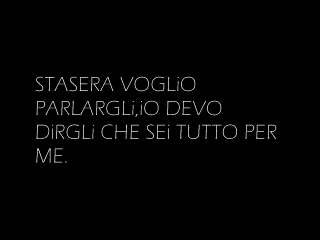 STASERA VOGLiO
PARLARGLi,iO DEVO
DiRGLi CHE SEi TUTTO PER
ME.